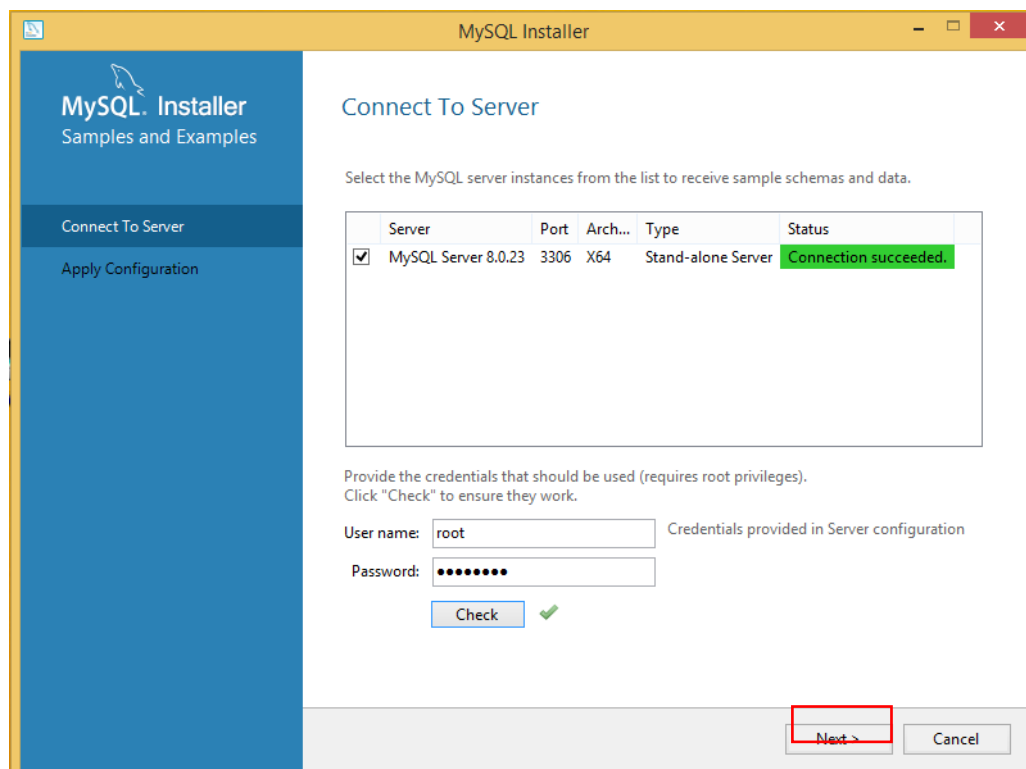 MySQL Installer
MySQL. Installer
Samples and Examples
Connect To Server
Apply Configuration
Connect To Server
Select the MySQL server instances from the list to receive sample schemas and data.
Server Port Arch... Type Status
MySQL Server 8.0.23 3306 X64 Stand-alone Server Connection succeeded.
Provide the credentials that should be used (requires root privileges).
Click "Check" to ensure they work.
User name: root Credentials provided in Server configuration
Password: ●●●●●●●●
Check
Next > Cancel